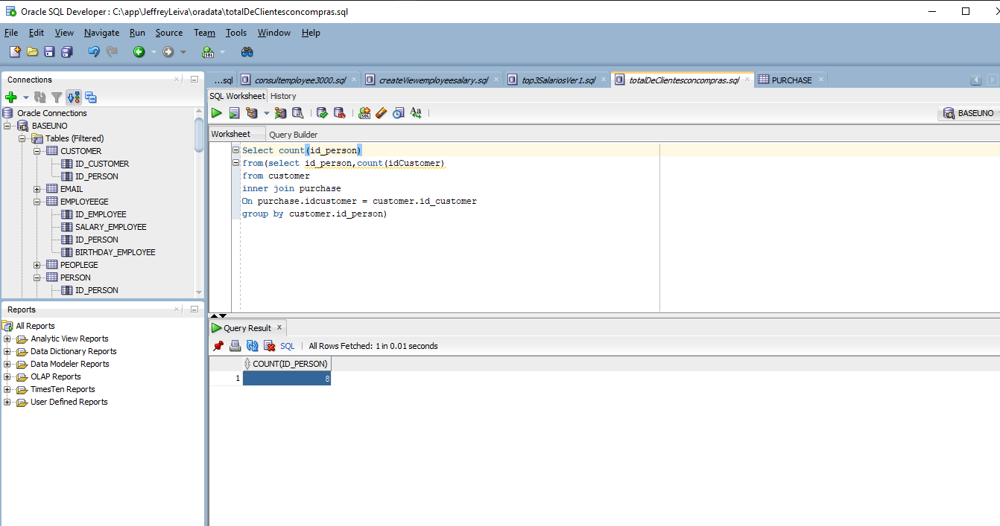 Oracle SQL Developer : C:\app\JeffreyLeiva\oradata\totalDeClientesconcompras.sql
File Edit View Navigate Run Source Team Tools Window Help
Connections
Oracle Connections
BASEUNO
Tables (Filtered)
CUSTOMER
ID_CUSTOMER
ID_PERSON
EMAIL
EMPLOYEEGE
ID_EMPLOYEE
SALARY_EMPLOYEE
ID_PERSON
BIRTHDAY_EMPLOYEE
PEOPLEGE
PERSON
ID_PERSON
Reports
All Reports
Analytic View Reports
Data Dictionary Reports
Data Modeler Reports
OLAP Reports
TimesTen Reports
User Defined Reports
...sql consultemployee3000.sql createViewemployeesalary.sql top3SalariosVer1.sql totalDeClientesconcompras.sql PURCHASE
SQL Worksheet History
BASEUNO
Worksheet Query Builder
Select count(id_person)
from(select id_person,count(idCustomer)
from customer
inner join purchase
On purchase.idcustomer = customer.id_customer
group by customer.id_person)
Query Result
SQL All Rows Fetched: 1 in 0.01 seconds
COUNT(ID_PERSON)
1 8